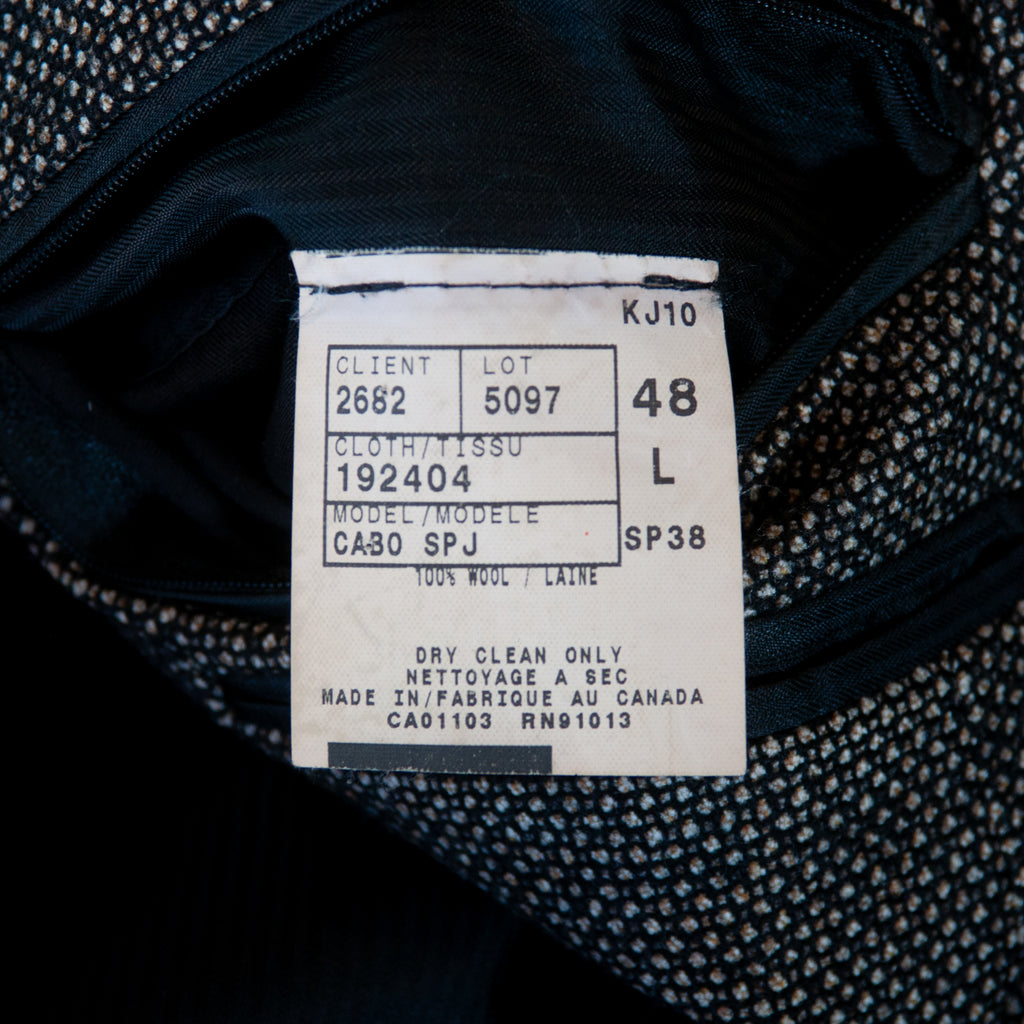 KJ10
CLIENT LOT
2682 5097 48
CLOTH/TISSU
192404 L
MODEL/MODELE
CABO SPJ SP38
100% WOOL / LAINE
DRY CLEAN ONLY
NETTOYAGE A SEC
MADE IN/FABRIQUE AU CANADA
CA01103 RN91013